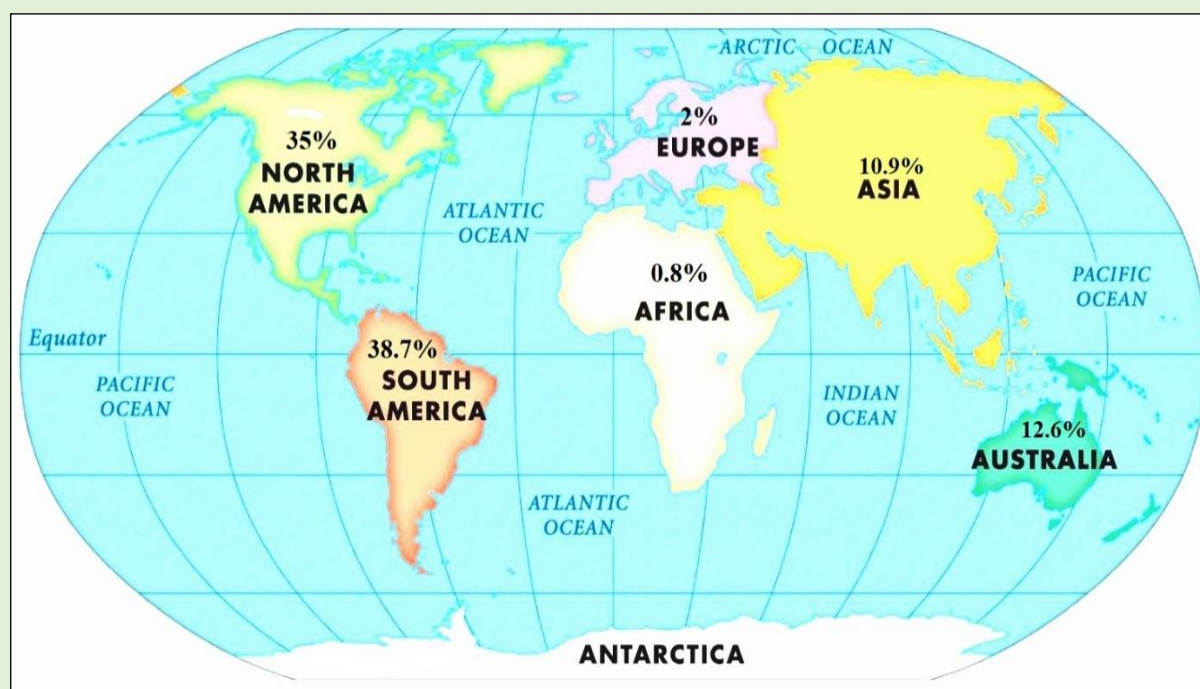 ARCTIC OCEAN
2%
EUROPE
35%
NORTH
AMERICA
10.9%
ASIA
ATLANTIC
OCEAN
0.8%
AFRICA
PACIFIC
OCEAN
Equator
38.7%
SOUTH
AMERICA
PACIFIC
OCEAN
INDIAN
OCEAN
12.6%
AUSTRALIA
ATLANTIC
OCEAN
ANTARCTICA